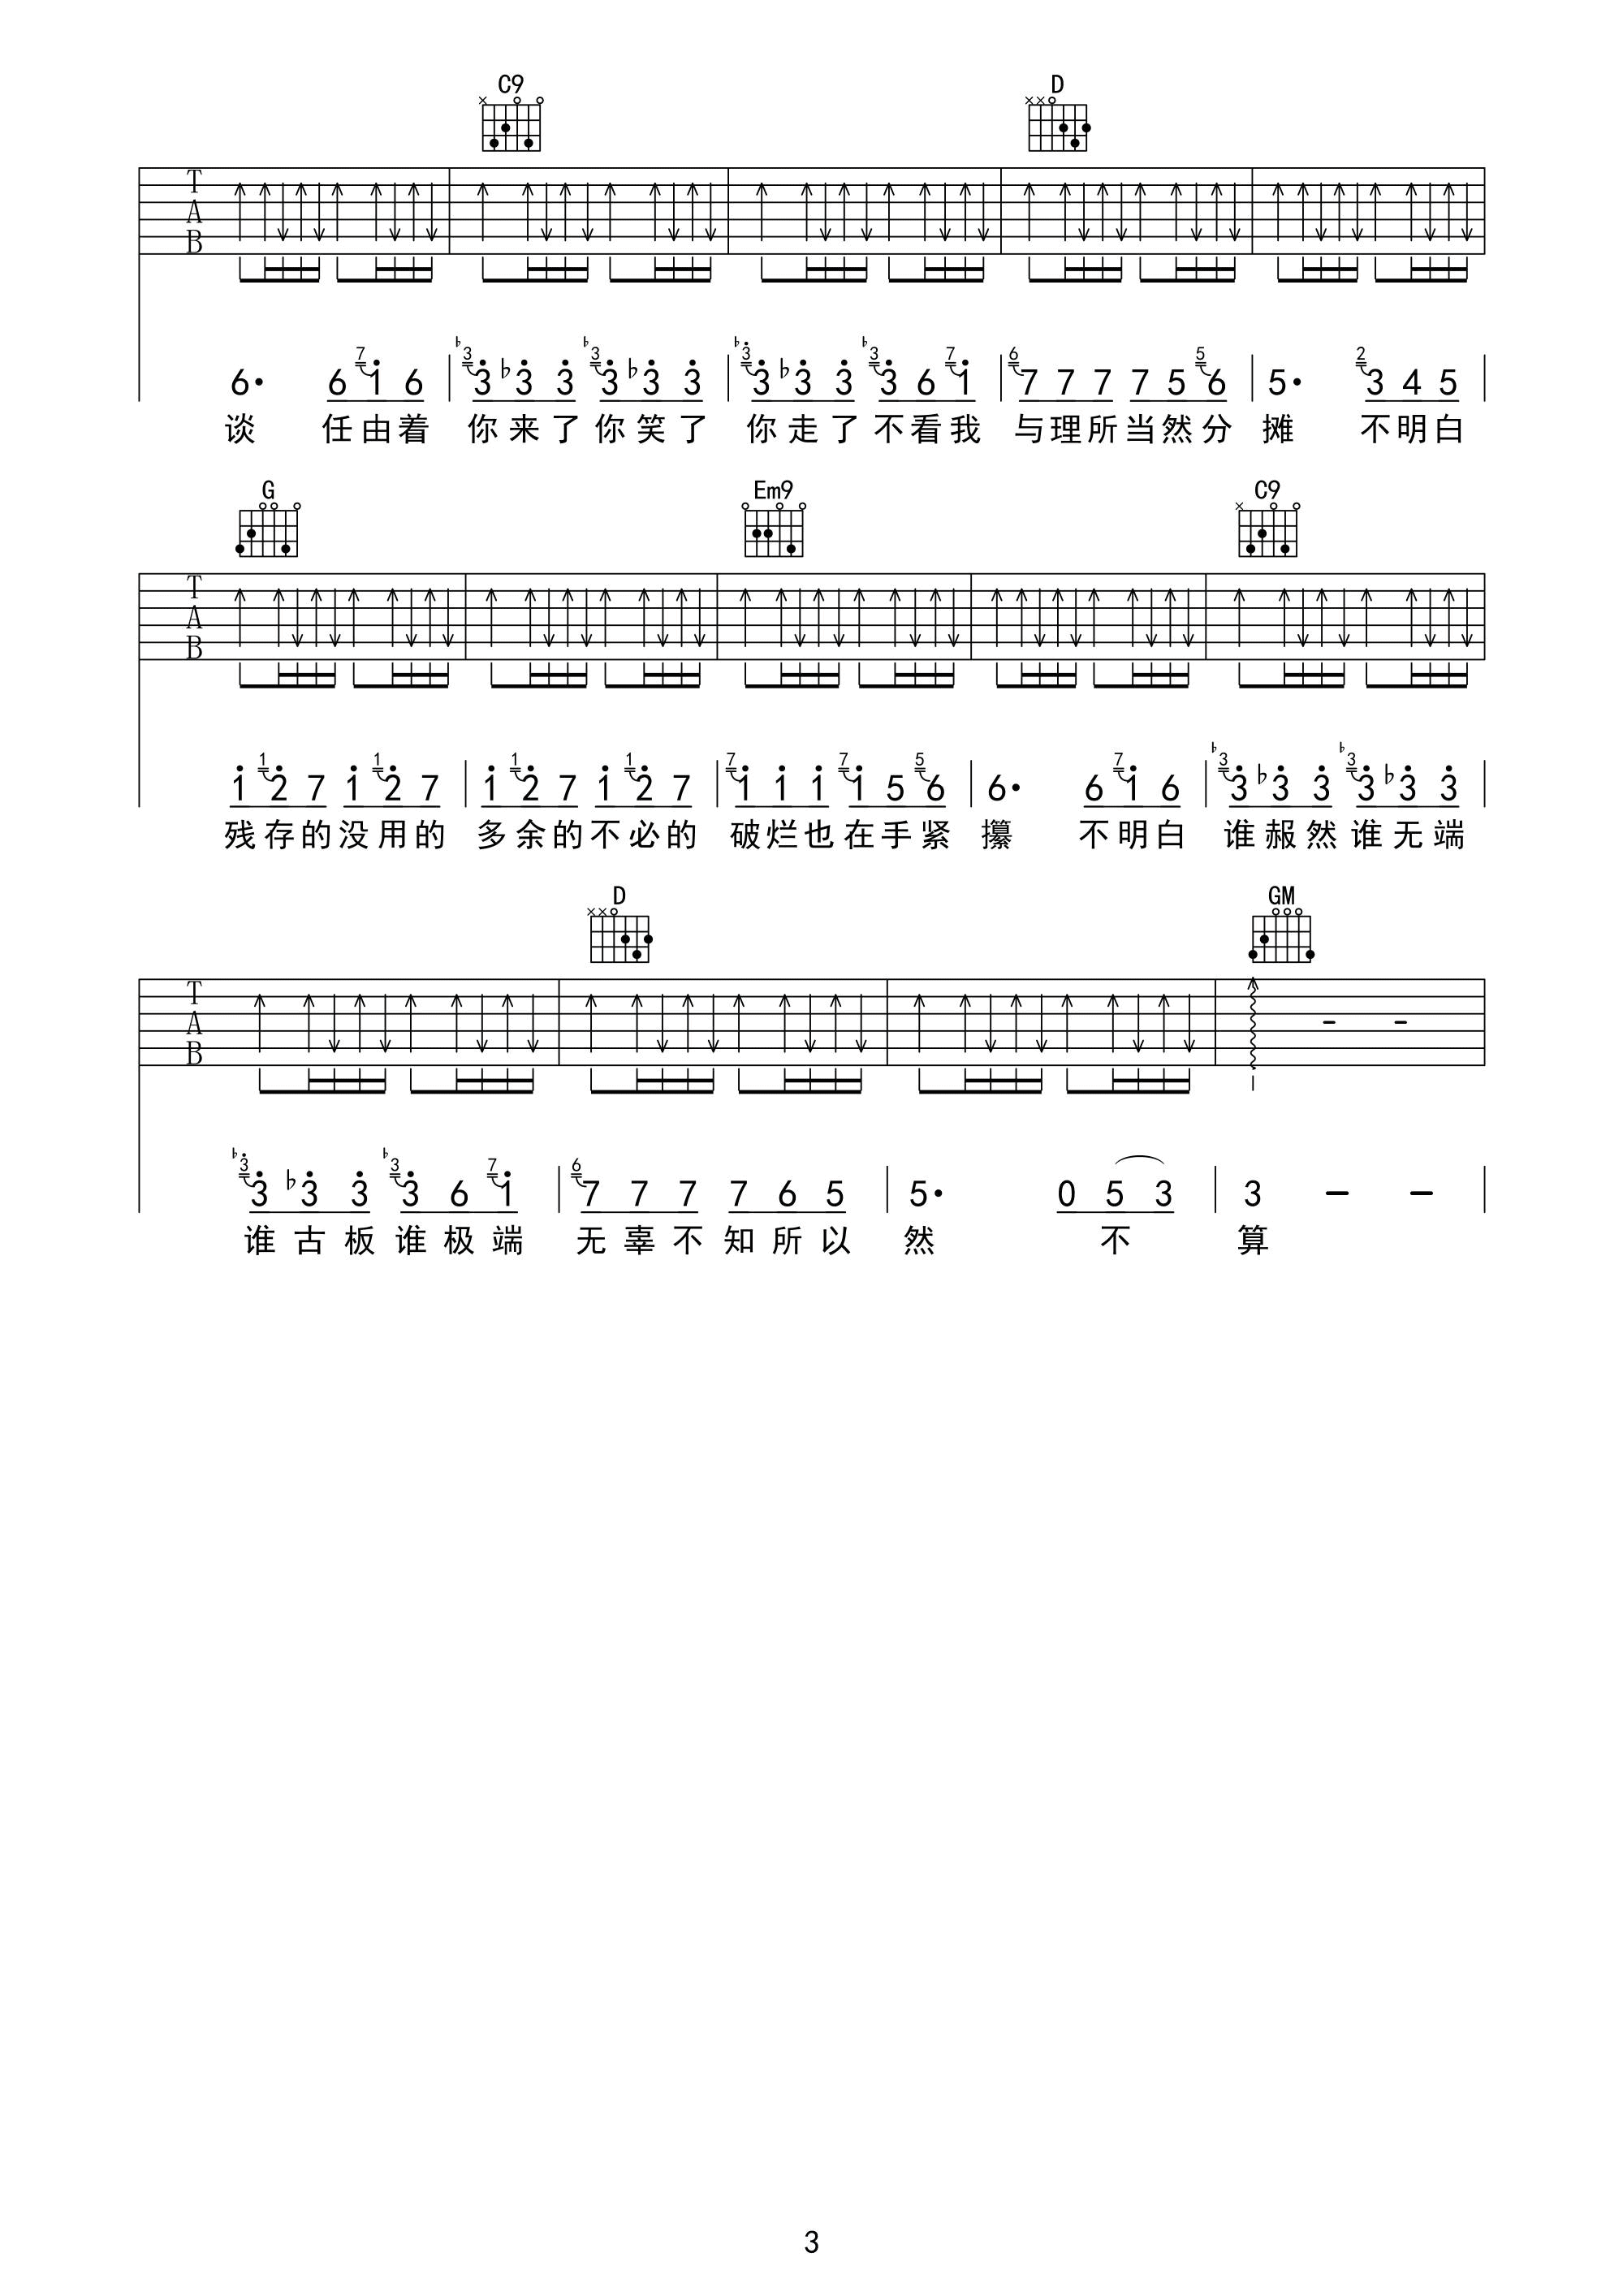 C9 D
T
A
B
6· 6 7 1 6 | ♭3 3 ♭3 3 ♭3 3 ♭3 3 | ♭3 3 ♭3 3 ♭3 3 6 7 1 | 6 7 7 7 7 5 5 6 | 5· 2 3 4 5 |
谈 任由着 你来了你笑了 你走了不看我 与理所当然分 摊 不明白
G Em9 C9
T
A
B
1 1 2 7 1 1 2 7 | 1 1 2 7 1 1 2 7 | 7 1 1 1 7 1 5 5 6 | 6· 6 7 1 6 | ♭3 3 ♭3 3 ♭3 3 ♭3 3 |
残存的没用的 多余的不必的 破烂也在手紧 攥 不明白 谁赧然谁无端
D GM
T
A
B
♭3 3 ♭3 3 ♭3 3 6 7 1 | 6 7 7 7 7 6 5 | 5· 0 5 3 | 3 – – |
谁古板谁极端 无辜不知所以 然 不 算
3